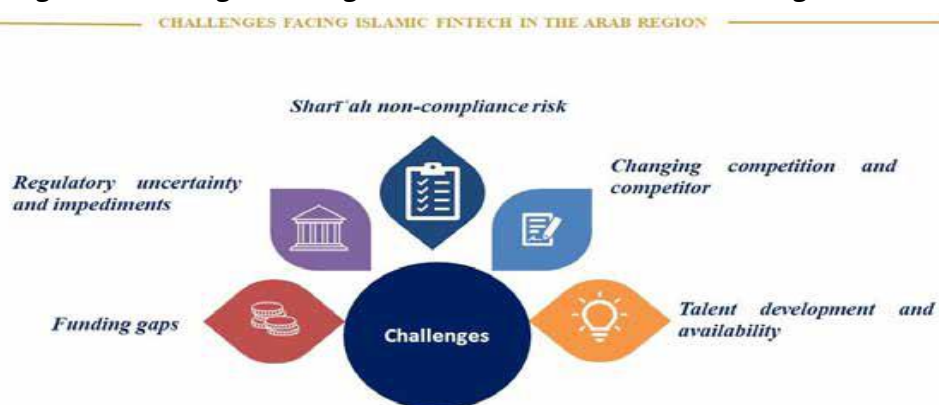 CHALLENGES FACING ISLAMIC FINTECH IN THE ARAB REGION
Sharīʿah non-compliance risk
Regulatory uncertainty
and impediments
Changing competition and
competitor
Funding gaps
Challenges
Talent development and
availability